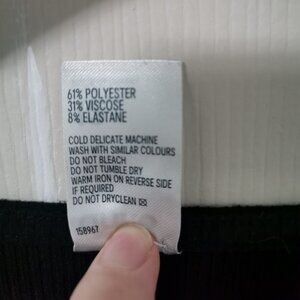 61% POLYESTER
31% VISCOSE
8% ELASTANE
COLD DELICATE MACHINE
WASH WITH SIMILAR COLOURS
DO NOT BLEACH
DO NOT TUMBLE DRY
WARM IRON ON REVERSE SIDE
IF REQUIRED
DO NOT DRYCLEAN
158967